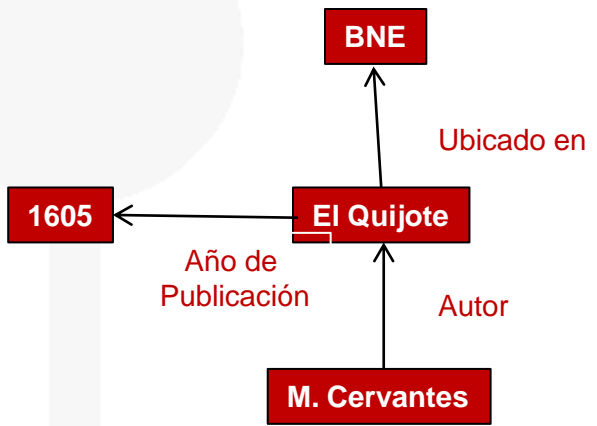 BNE
Ubicado en
1605
El Quijote
Año de
Publicación
Autor
M. Cervantes